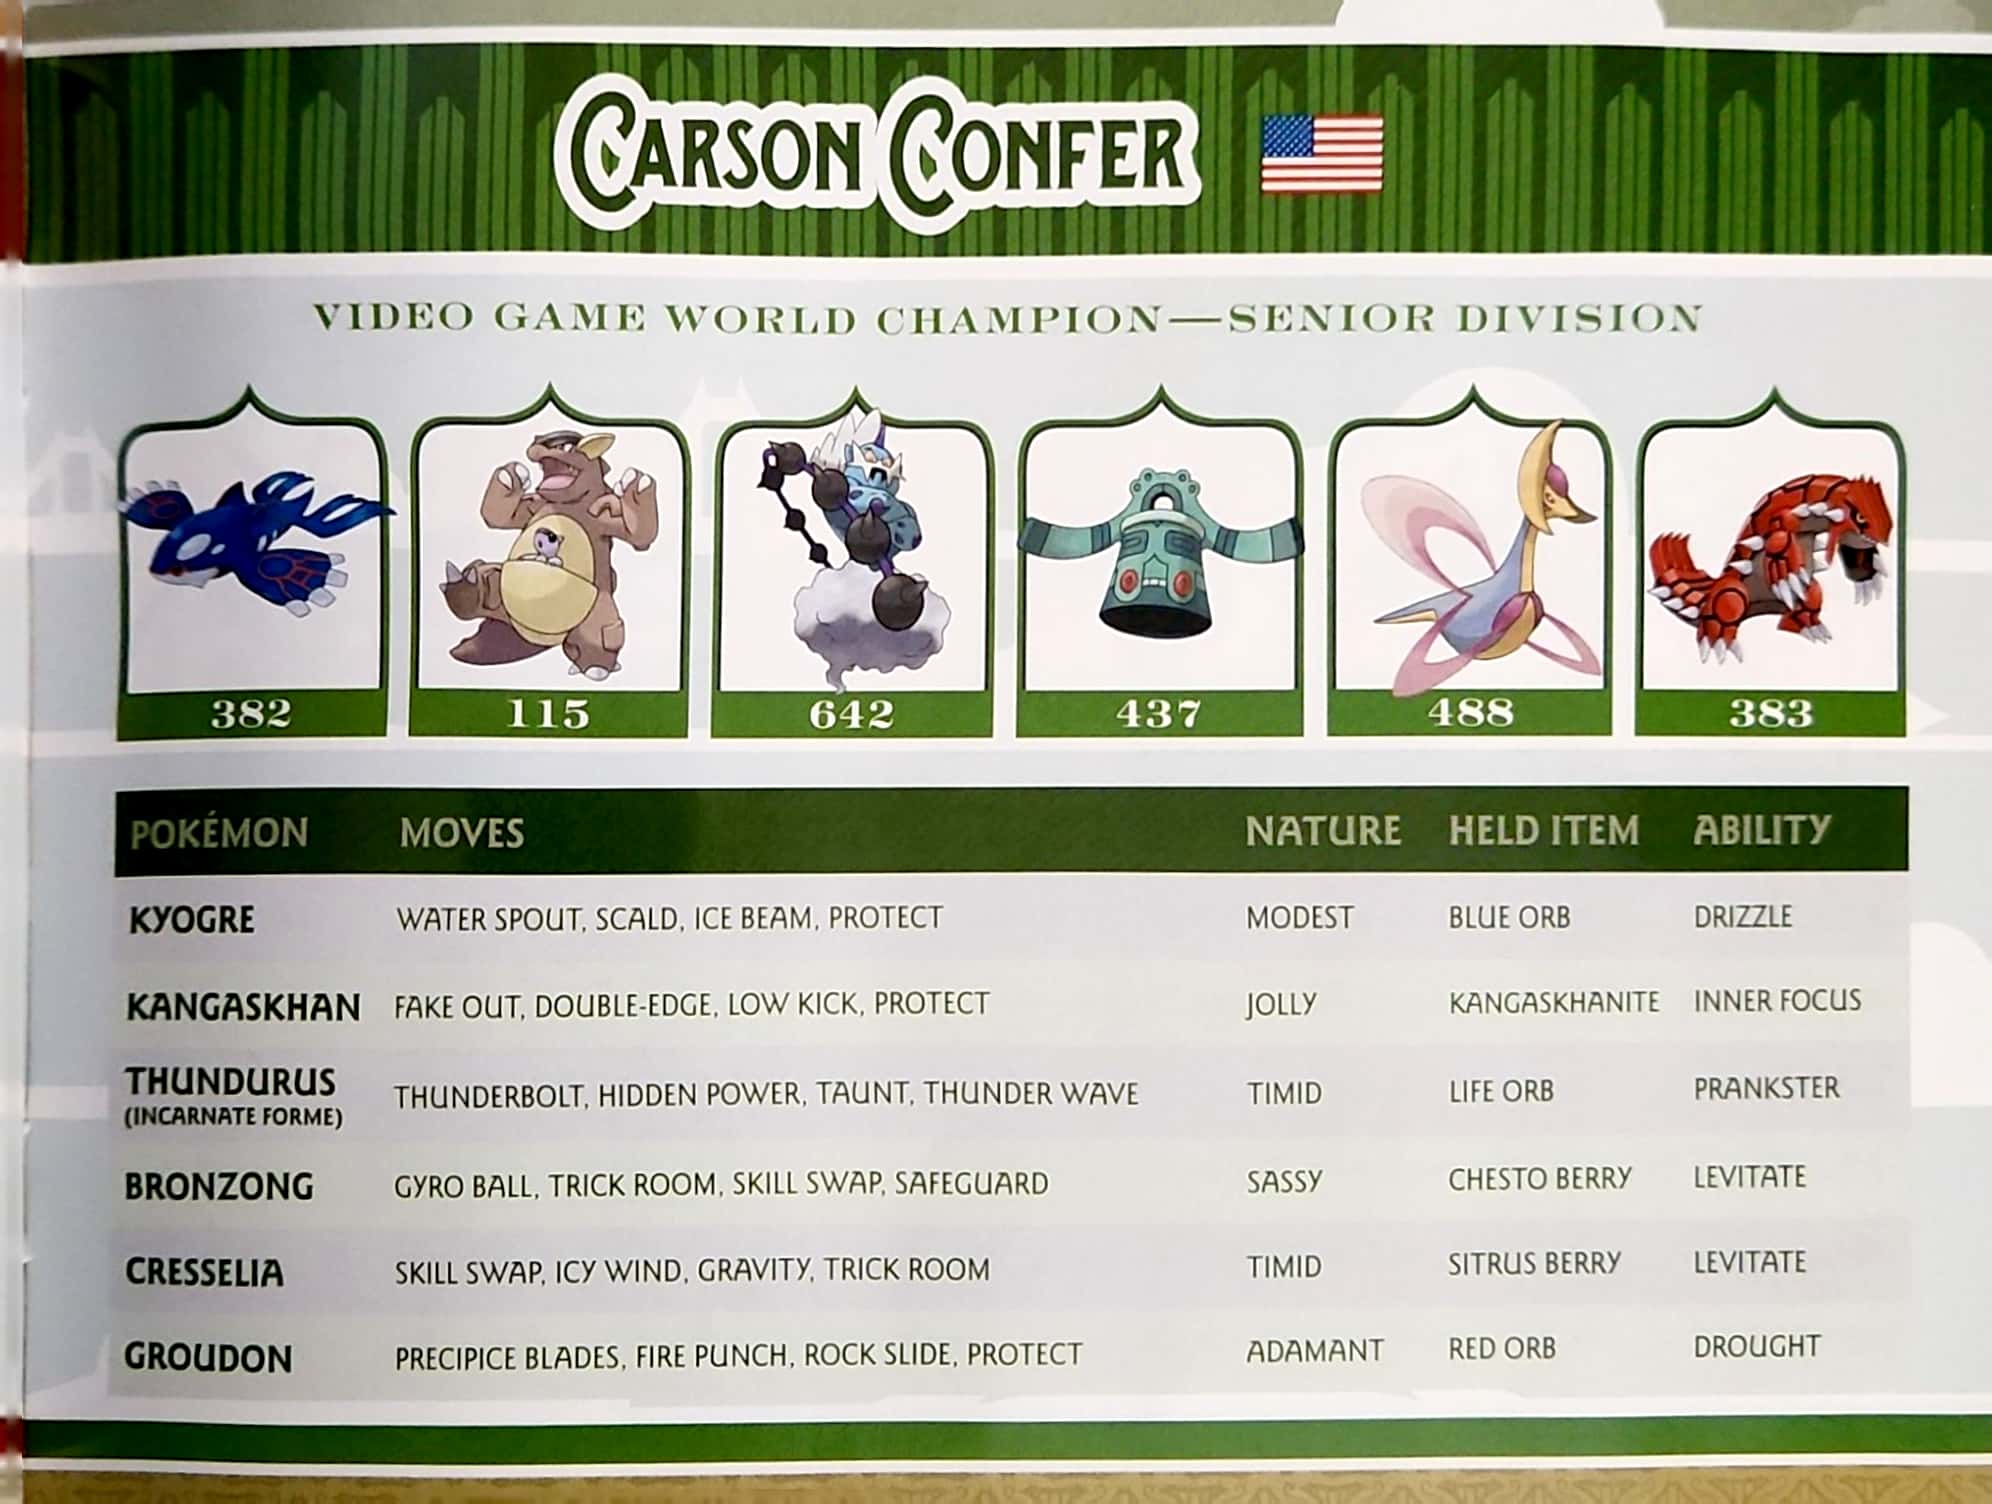 CARSON CONFER
VIDEO GAME WORLD CHAMPION—SENIOR DIVISION
382 115 642 437 488 383
POKÉMON MOVES NATURE HELD ITEM ABILITY
KYOGRE WATER SPOUT, SCALD, ICE BEAM, PROTECT MODEST BLUE ORB DRIZZLE
KANGASKHAN FAKE OUT, DOUBLE-EDGE, LOW KICK, PROTECT JOLLY KANGASKHANITE INNER FOCUS
THUNDURUS THUNDERBOLT, HIDDEN POWER, TAUNT, THUNDER WAVE TIMID LIFE ORB PRANKSTER
(INCARNATE FORME)
BRONZONG GYRO BALL, TRICK ROOM, SKILL SWAP, SAFEGUARD SASSY CHESTO BERRY LEVITATE
CRESSELIA SKILL SWAP, ICY WIND, GRAVITY, TRICK ROOM TIMID SITRUS BERRY LEVITATE
GROUDON PRECIPICE BLADES, FIRE PUNCH, ROCK SLIDE, PROTECT ADAMANT RED ORB DROUGHT